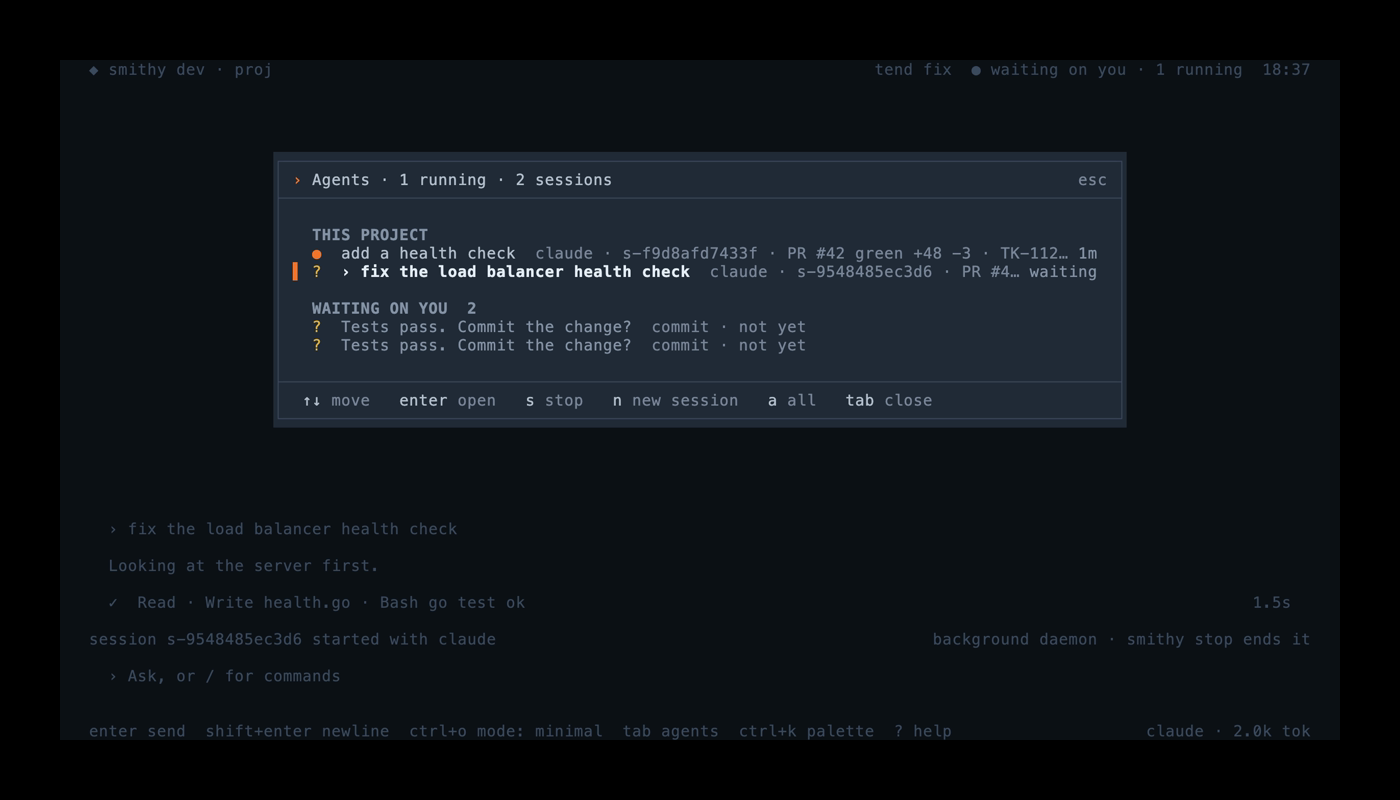 ◆ smithy dev · proj tend fix ● waiting on you · 1 running 18:37
› Agents · 1 running · 2 sessions esc
THIS PROJECT
● add a health check claude · s-f9d8afd7433f · PR #42 green +48 -3 · TK-112… 1m
? › fix the load balancer health check claude · s-9548485ec3d6 · PR #4… waiting
WAITING ON YOU 2
? Tests pass. Commit the change? commit · not yet
? Tests pass. Commit the change? commit · not yet
↑↓ move enter open s stop n new session a all tab close
› fix the load balancer health check
Looking at the server first.
✓ Read · Write health.go · Bash go test ok 1.5s
session s-9548485ec3d6 started with claude background daemon · smithy stop ends it
› Ask, or / for commands
enter send shift+enter newline ctrl+o mode: minimal tab agents ctrl+k palette ? help claude · 2.0k tok